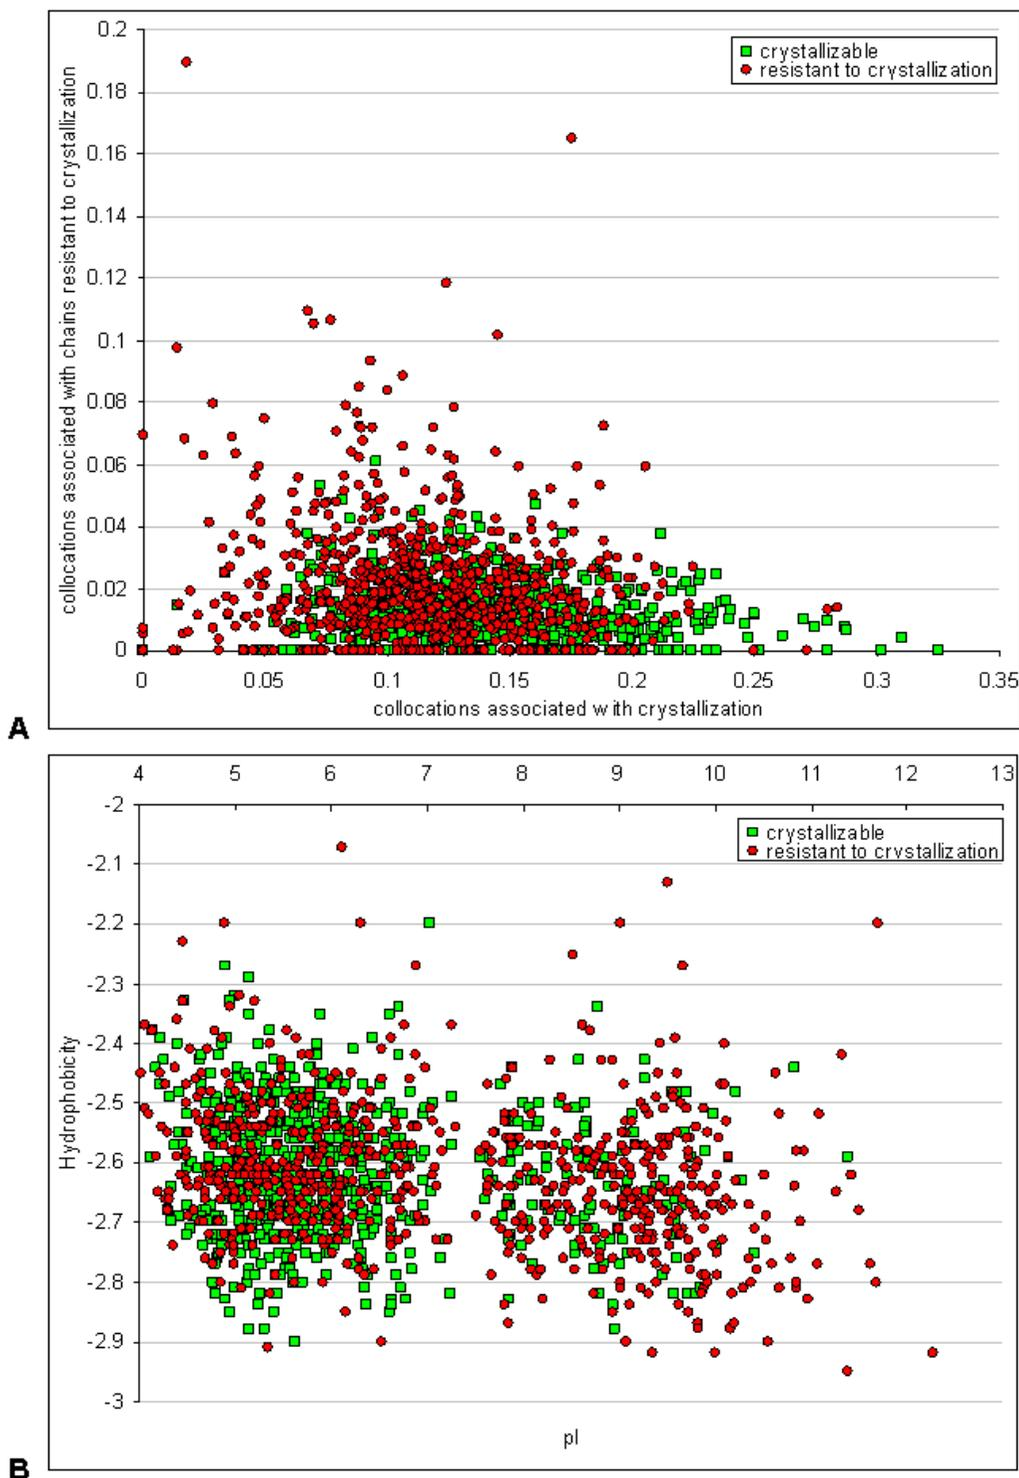 0.2
crystallizable
resistant to crystallization
0.18
0.16
0.14
0.12
0.1
0.08
0.06
0.04
0.02
0
collocations associated with chains resistant to crystallization
0 0.05 0.1 0.15 0.2 0.25 0.3 0.35
collocations associated with crystallization
A
4 5 6 7 8 9 10 11 12 13
-2
crystallizable
resistant to crystallization
-2.1
-2.2
-2.3
-2.4
-2.5
-2.6
-2.7
-2.8
-2.9
-3
Hydrophobicity
pI
B